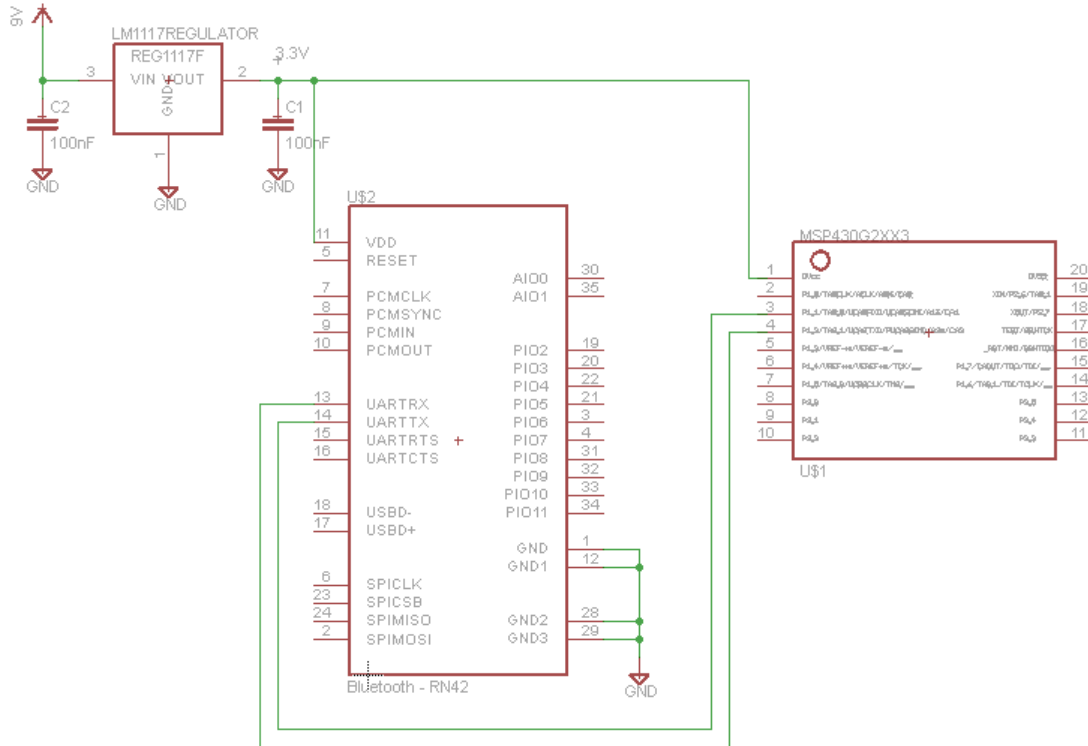 9V
LM1117REGULATOR
REG1117F
3 VIN VOUT 2
GND
1
3.3V
C2
100nF
GND
GND
C1
100nF
GND
U$2
11 VDD
5 RESET
7 PCMCLK
8 PCMSYNC
9 PCMIN
10 PCMOUT
13 UARTRX
14 UARTTX
15 UARTRTS
16 UARTCTS
18 USBD-
17 USBD+
6 SPICLK
23 SPICSB
24 SPIMISO
2 SPIMOSI
AIO0 30
AIO1 35
PIO2 19
PIO3 20
PIO4 22
PIO5 21
PIO6 3
PIO7 4
PIO8 31
PIO9 32
PIO10 33
PIO11 34
GND 1
GND1 12
GND2 28
GND3 29
GND
Bluetooth - RN42
MSP430G2XX3
1
2
3
4
5
6
7
8
9
10
20
19
18
17
16
15
14
13
12
11
U$1